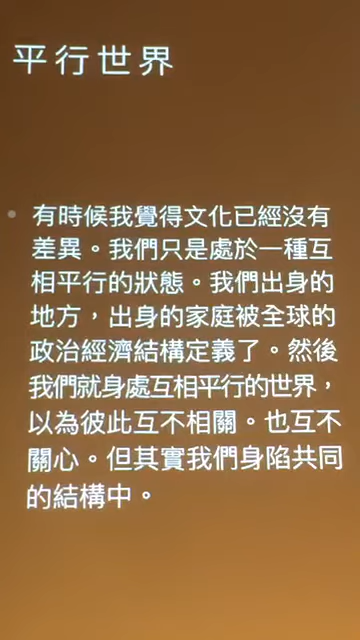 平行世界
有時候我覺得文化已經沒有
差異。我們只是處於一種互
相平行的狀態。我們出身的
地方，出身的家庭被全球的
政治經濟結構定義了。然後
我們就身處互相平行的世界，
以為彼此互不相關。也互不
關心。但其實我們身陷共同
的結構中。